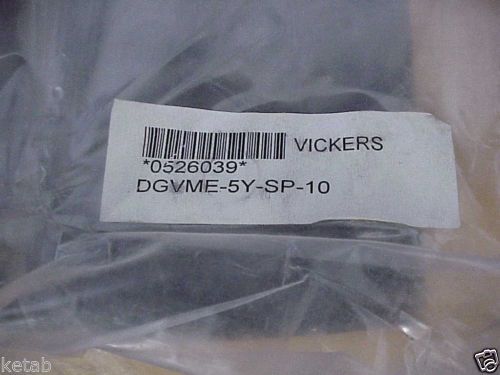 VICKERS
*0526039*
DGVME-5Y-SP-10
ketab